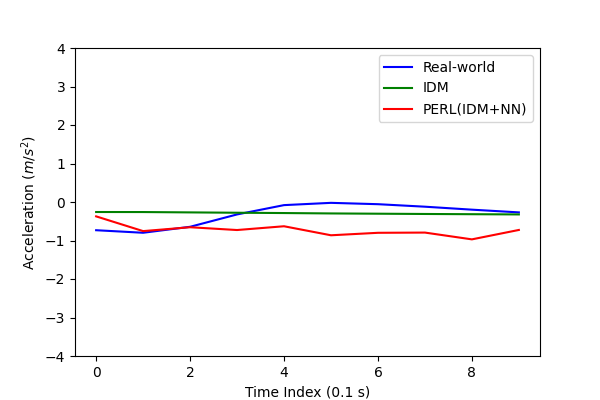 4
3
2
1
0
−1
−2
−3
−4
Acceleration (m/s²)
Real-world
IDM
PERL(IDM+NN)
0 2 4 6 8
Time Index (0.1 s)